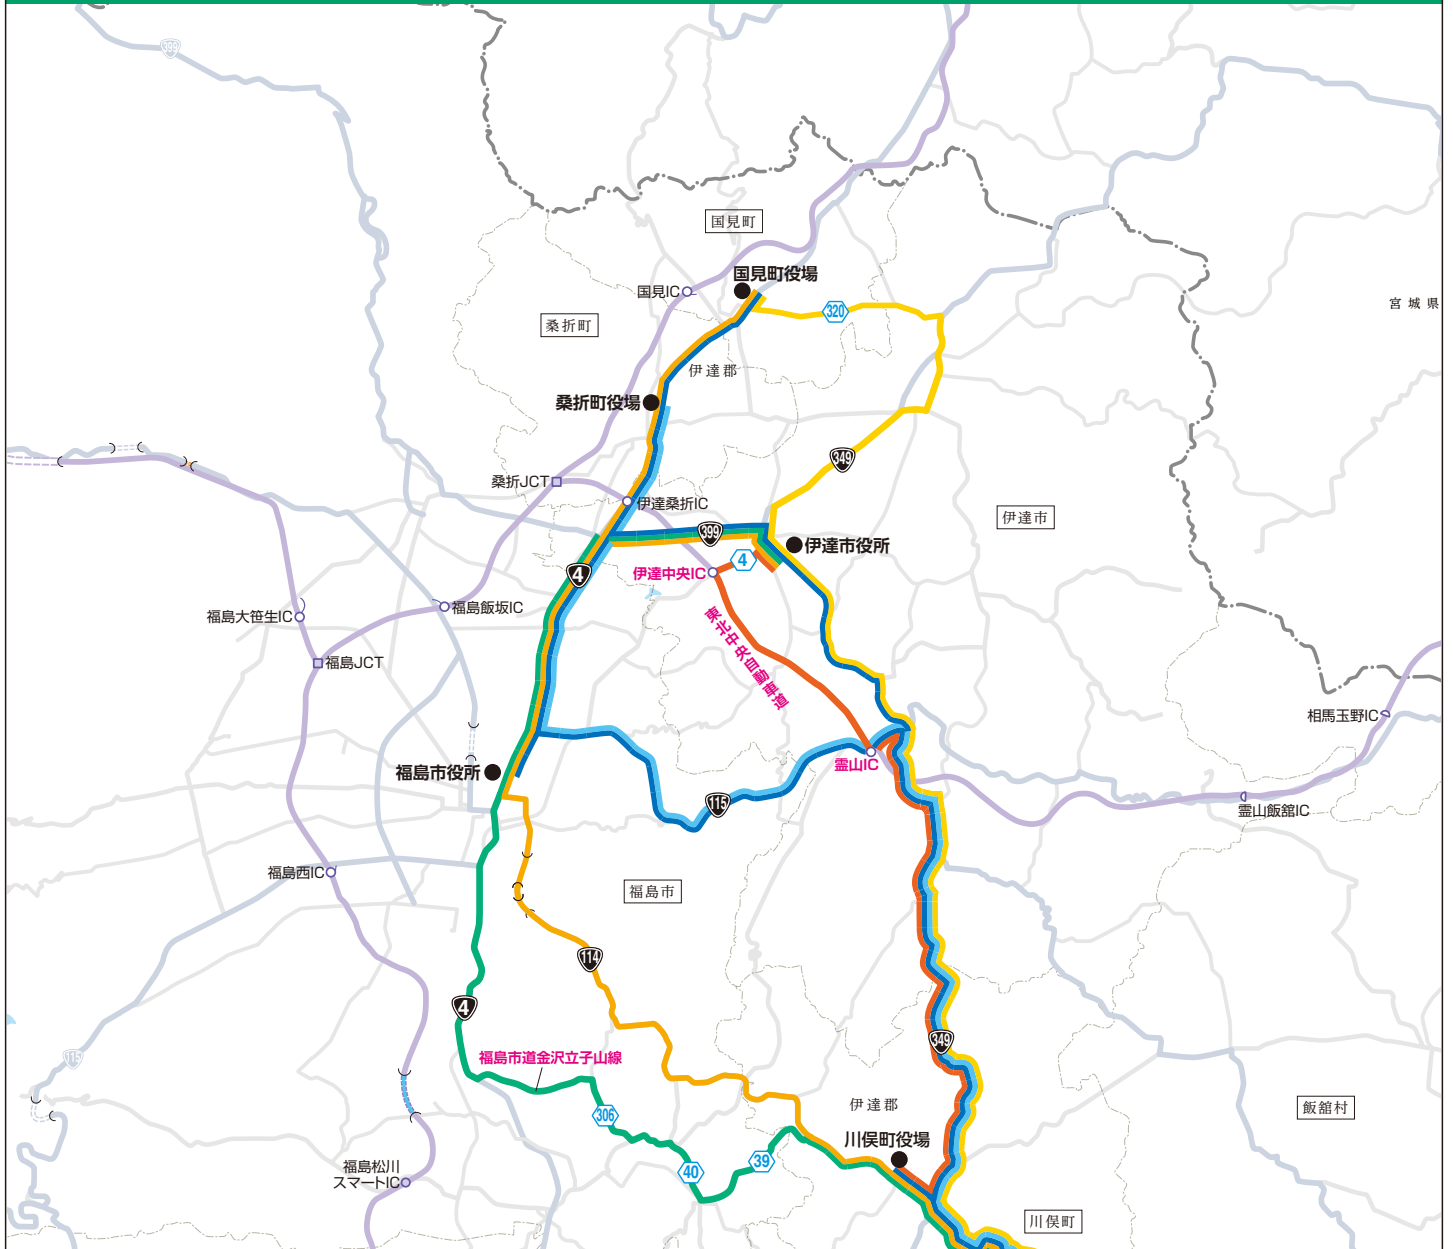 399
国見町
国見町役場
国見IC
320
宮城県
桑折町
伊達郡
桑折町役場
349
桑折JCT
伊達桑折IC
伊達市
399
伊達市役所
4
伊達中央IC
4
福島大笹生IC
福島飯坂IC
東北中央自動車道
福島JCT
相馬玉野IC
霊山IC
福島市役所
115
霊山飯舘IC
福島西IC
福島市
114
4
349
115
福島市道金沢立子山線
306
伊達郡
飯舘村
川俣町役場
39
40
福島松川
スマートIC
川俣町